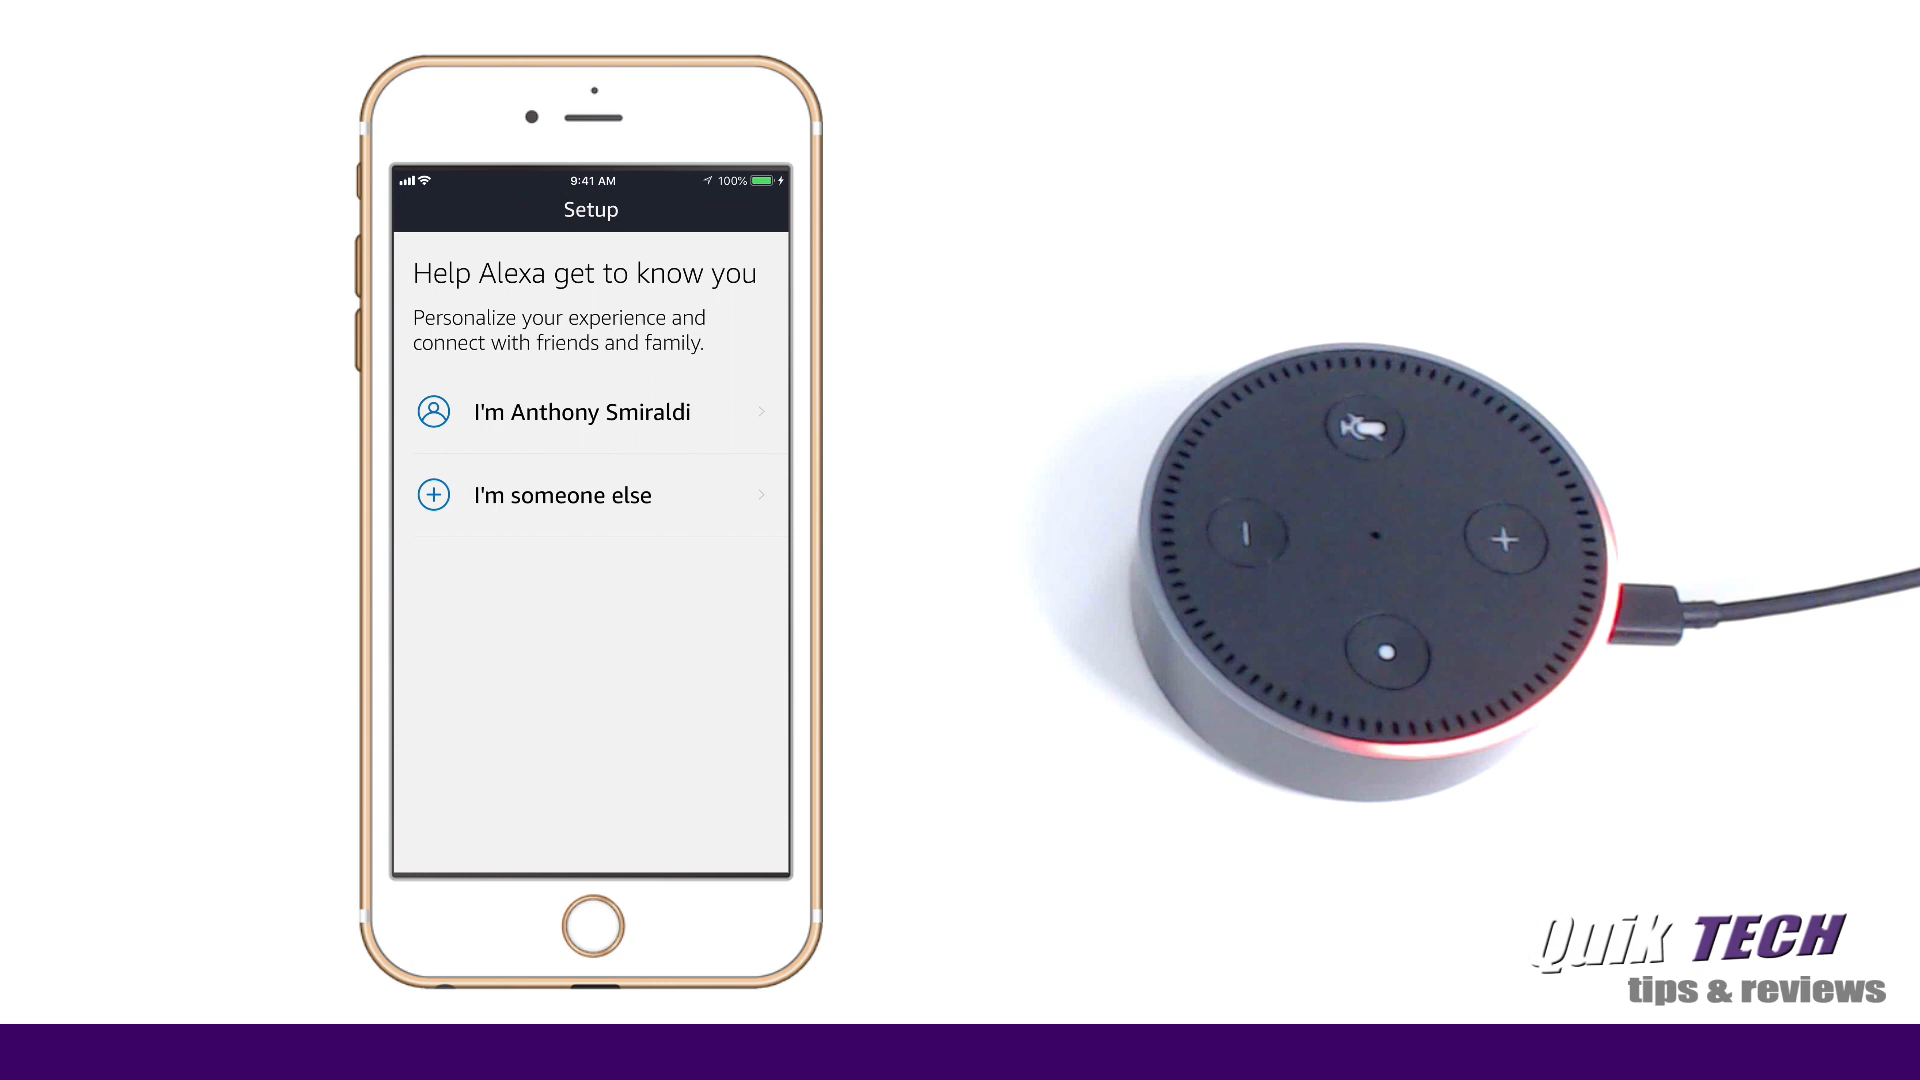 9:41 AM
100%
Setup
Help Alexa get to know you
Personalize your experience and
connect with friends and family.
I'm Anthony Smiraldi
I'm someone else
Quik TECH
tips & reviews